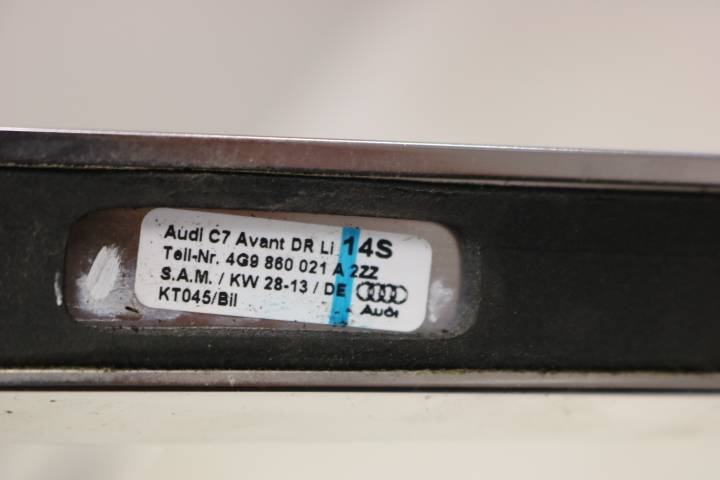 Audi C7 Avant DR Li 14S
Teil-Nr. 4G9 860 021 A 2ZZ
S.A.M. / KW 28-13 / DE
KT045/Bil
Audi